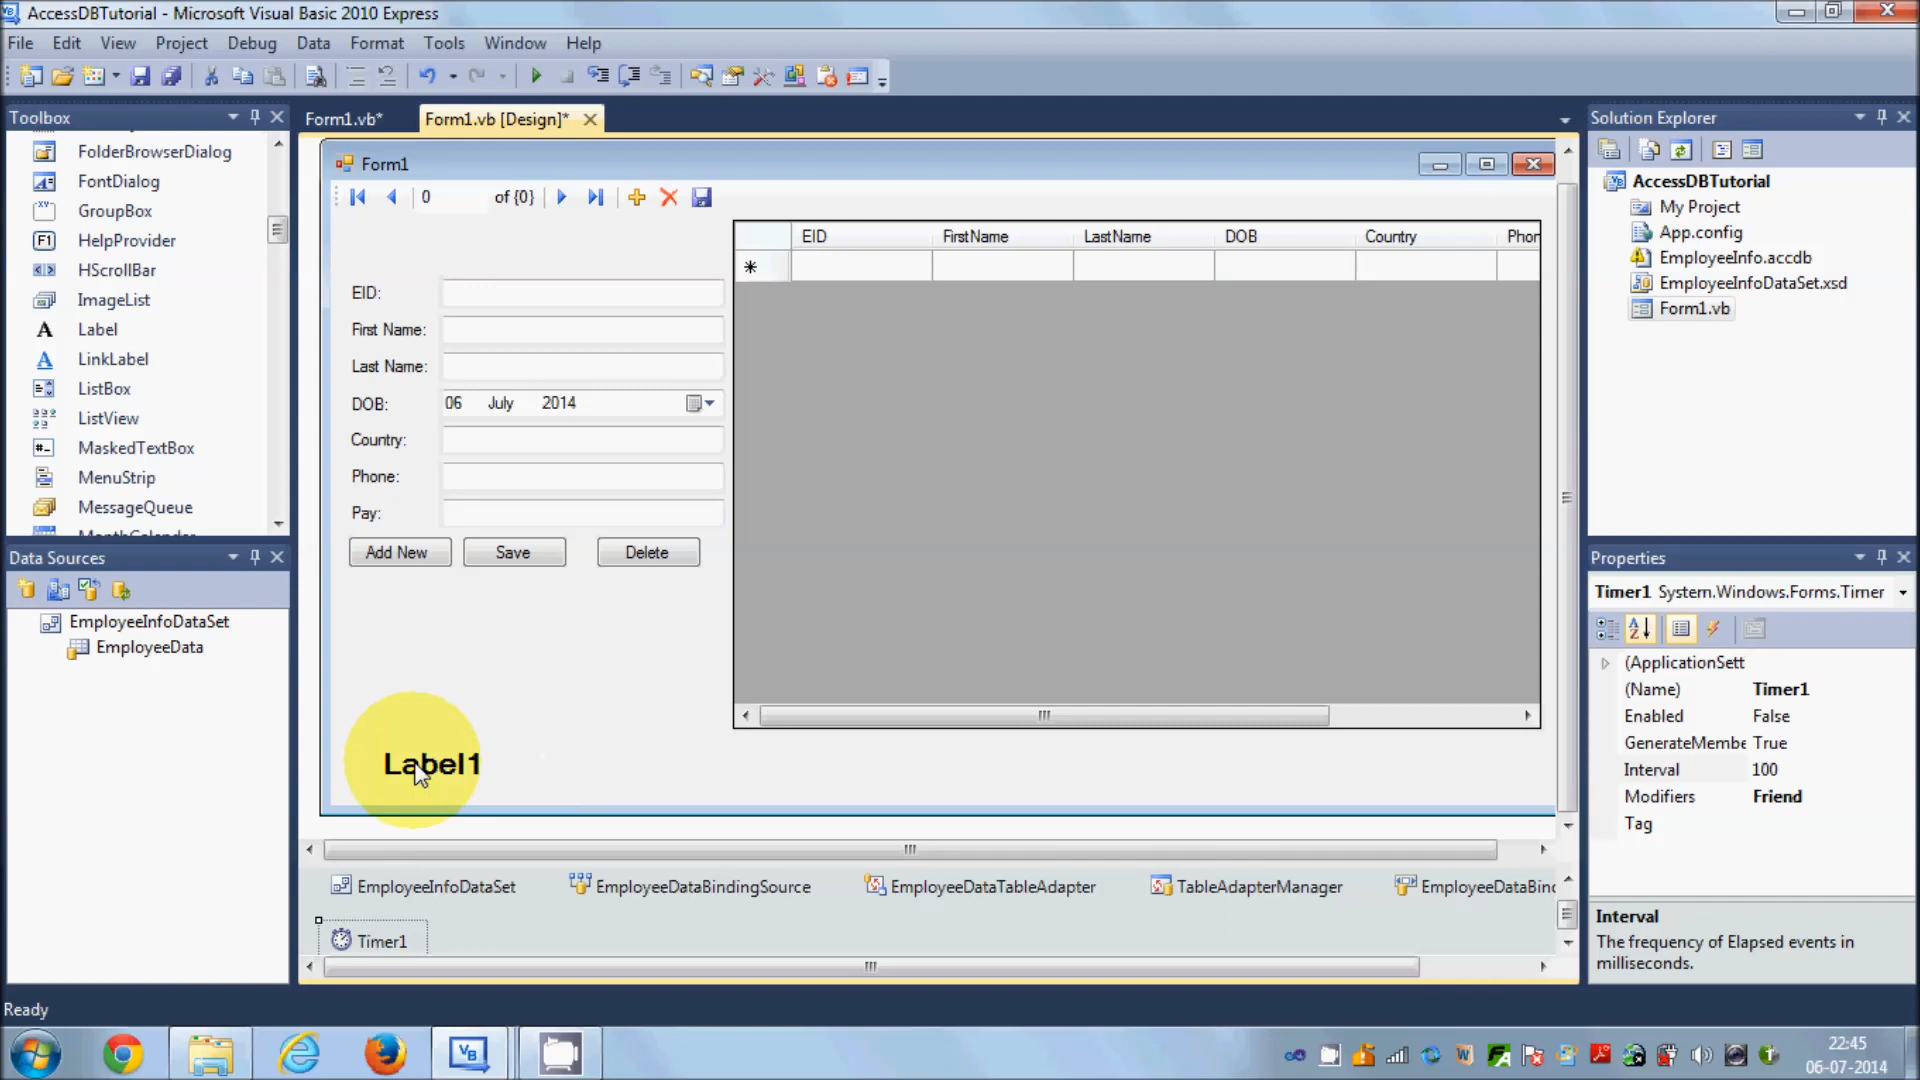 AccessDBTutorial - Microsoft Visual Basic 2010 Express
File Edit View Project Debug Data Format Tools Window Help
Toolbox
FolderBrowserDialog
FontDialog
GroupBox
HelpProvider
HScrollBar
ImageList
Label
LinkLabel
ListBox
ListView
MaskedTextBox
MenuStrip
MessageQueue
Data Sources
EmployeeInfoDataSet
EmployeeData
Form1.vb* Form1.vb [Design]*
Form1
0 of {0}
EID FirstName LastName DOB Country Phon
EID:
First Name:
Last Name:
DOB: 06 July 2014
Country:
Phone:
Pay:
Add New Save Delete
Label1
EmployeeInfoDataSet EmployeeDataBindingSource EmployeeDataTableAdapter TableAdapterManager EmployeeDataBinc
Timer1
Solution Explorer
AccessDBTutorial
My Project
App.config
EmployeeInfo.accdb
EmployeeInfoDataSet.xsd
Form1.vb
Properties
Timer1 System.Windows.Forms.Timer
(ApplicationSett
(Name) Timer1
Enabled False
GenerateMembe True
Interval 100
Modifiers Friend
Tag
Interval
The frequency of Elapsed events in
milliseconds.
Ready
22:45
06-07-2014